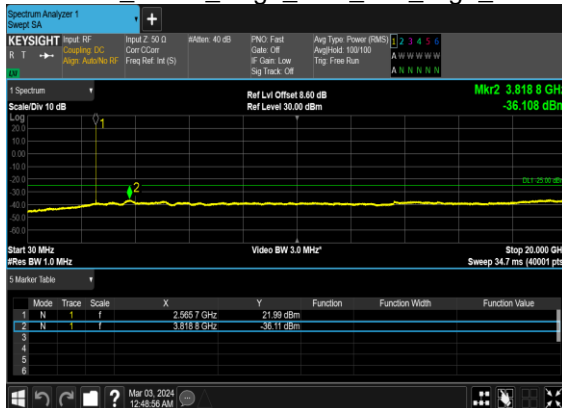 Spectrum Analyzer 1
Swept SA
+
KEYSIGHT
R T
Input: RF
Coupling: DC
Align: Auto/No RF
Input Z: 50 Ω
Corr CCorr
Freq Ref: Int (S)
#Atten: 40 dB
PNO: Fast
Gate: Off
IF Gain: Low
Sig Track: Off
Avg Type: Power (RMS)
Avg|Hold: 100/100
Trig: Free Run
1 2 3 4 5 6
A W W W W W
A N N N N N
1 Spectrum
Scale/Div 10 dB
Ref Lvl Offset 8.60 dB
Ref Level 30.00 dBm
Mkr2 3.818 8 GHz
-36.108 dBm
Log
20.0
10.0
0.00
-10.0
-20.0
-30.0
-40.0
-50.0
-60.0
1
2
DL1 -25.00 dBm
Start 30 MHz
#Res BW 1.0 MHz
Video BW 3.0 MHz*
Stop 20.000 GH
Sweep 34.7 ms (40001 pts
5 Marker Table
Mode Trace Scale X Y Function Function Width Function Value
1 N 1 f 2.565 7 GHz 21.99 dBm
2 N 1 f 3.818 8 GHz -36.11 dBm
3
4
5
6
?
Mar 03, 2024
12:48:56 AM